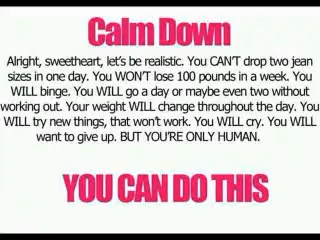 Calm Down
Alright, sweetheart, let's be realistic. You CAN'T drop two jean
sizes in one day. You WON'T lose 100 pounds in a week. You
WILL binge. You WILL go a day or maybe even two without
working out. Your weight WILL change throughout the day. You
WILL try new things, that won't work. You WILL cry. You WILL
want to give up. BUT YOU'RE ONLY HUMAN.
YOU CAN DO THIS